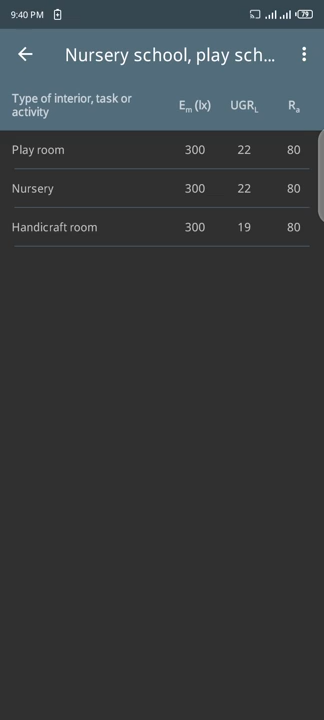 9:40 PM 79
Nursery school, play sch...
Type of interior, task or
activity
Em (lx) UGRL Ra
Play room 300 22 80
Nursery 300 22 80
Handicraft room 300 19 80